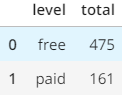 level total
0 free 475
1 paid 161